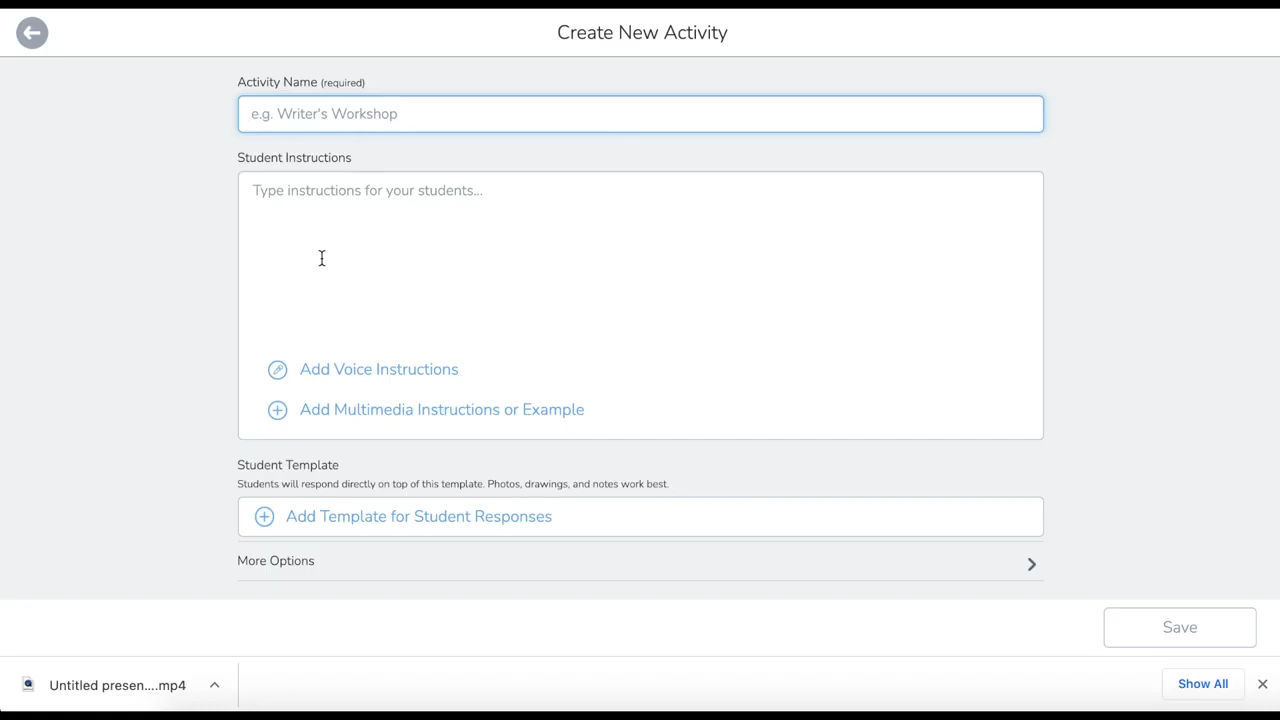 Create New Activity
Activity Name (required)
e.g. Writer's Workshop
Student Instructions
Type instructions for your students...
Add Voice Instructions
Add Multimedia Instructions or Example
Student Template
Students will respond directly on top of this template. Photos, drawings, and notes work best.
Add Template for Student Responses
More Options
Save
Untitled presen....mp4
Show All